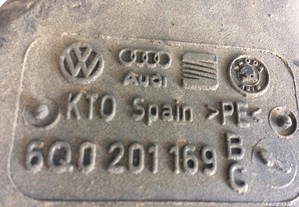 Audi
KTO Spain >PE<
6Q0 201 169 B
C